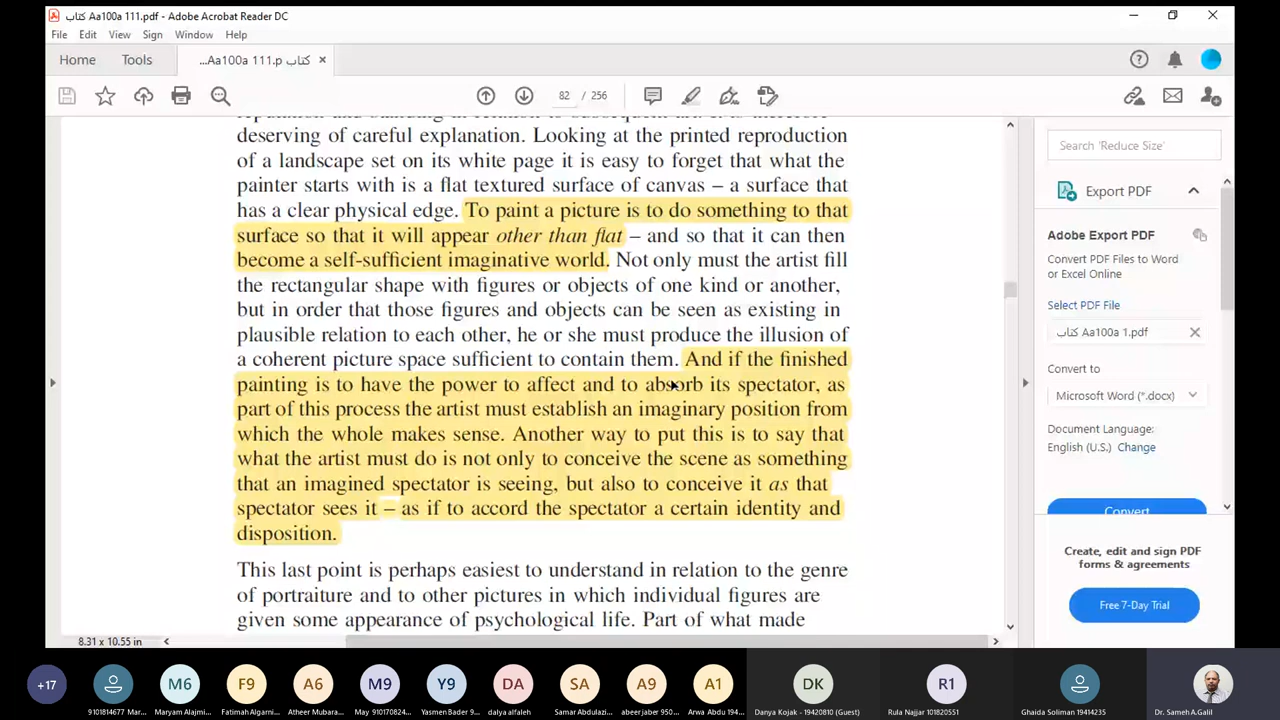 كتاب Aa100a 111.pdf - Adobe Acrobat Reader DC
File Edit View Sign Window Help
Home Tools كتاب Aa100a 111.p... ×
82 / 256
deserving of careful explanation. Looking at the printed reproduction
of a landscape set on its white page it is easy to forget that what the
painter starts with is a flat textured surface of canvas – a surface that
has a clear physical edge. To paint a picture is to do something to that
surface so that it will appear other than flat – and so that it can then
become a self-sufficient imaginative world. Not only must the artist fill
the rectangular shape with figures or objects of one kind or another,
but in order that those figures and objects can be seen as existing in
plausible relation to each other, he or she must produce the illusion of
a coherent picture space sufficient to contain them. And if the finished
painting is to have the power to affect and to absorb its spectator, as
part of this process the artist must establish an imaginary position from
which the whole makes sense. Another way to put this is to say that
what the artist must do is not only to conceive the scene as something
that an imagined spectator is seeing, but also to conceive it as that
spectator sees it – as if to accord the spectator a certain identity and
disposition.
This last point is perhaps easiest to understand in relation to the genre
of portraiture and to other pictures in which individual figures are
given some appearance of psychological life. Part of what made
8.31 x 10.55 in
Search 'Reduce Size'
Export PDF
Adobe Export PDF
Convert PDF Files to Word
or Excel Online
Select PDF File
كتاب Aa100a 1.pdf
Convert to
Microsoft Word (*.docx)
Document Language:
English (U.S.) Change
Convert
Create, edit and sign PDF
forms & agreements
Free 7-Day Trial
+17 M6 F9 A6 M9 Y9 DA SA A9 A1 DK R1
9101814677 Mar... Maryam Alajmi... Fatimah Algarni... Atheer Mubara... May 9101708​24... Yasmen Bader 9... dalya alfaleh Samar Abdulazi... abeer jaber 950... Arwa Abdu 194... Danya Kojak - 19420810 (Guest) Rula Najjar 101820551 Ghaida Soliman 19414235 Dr. Sameh A.Galil